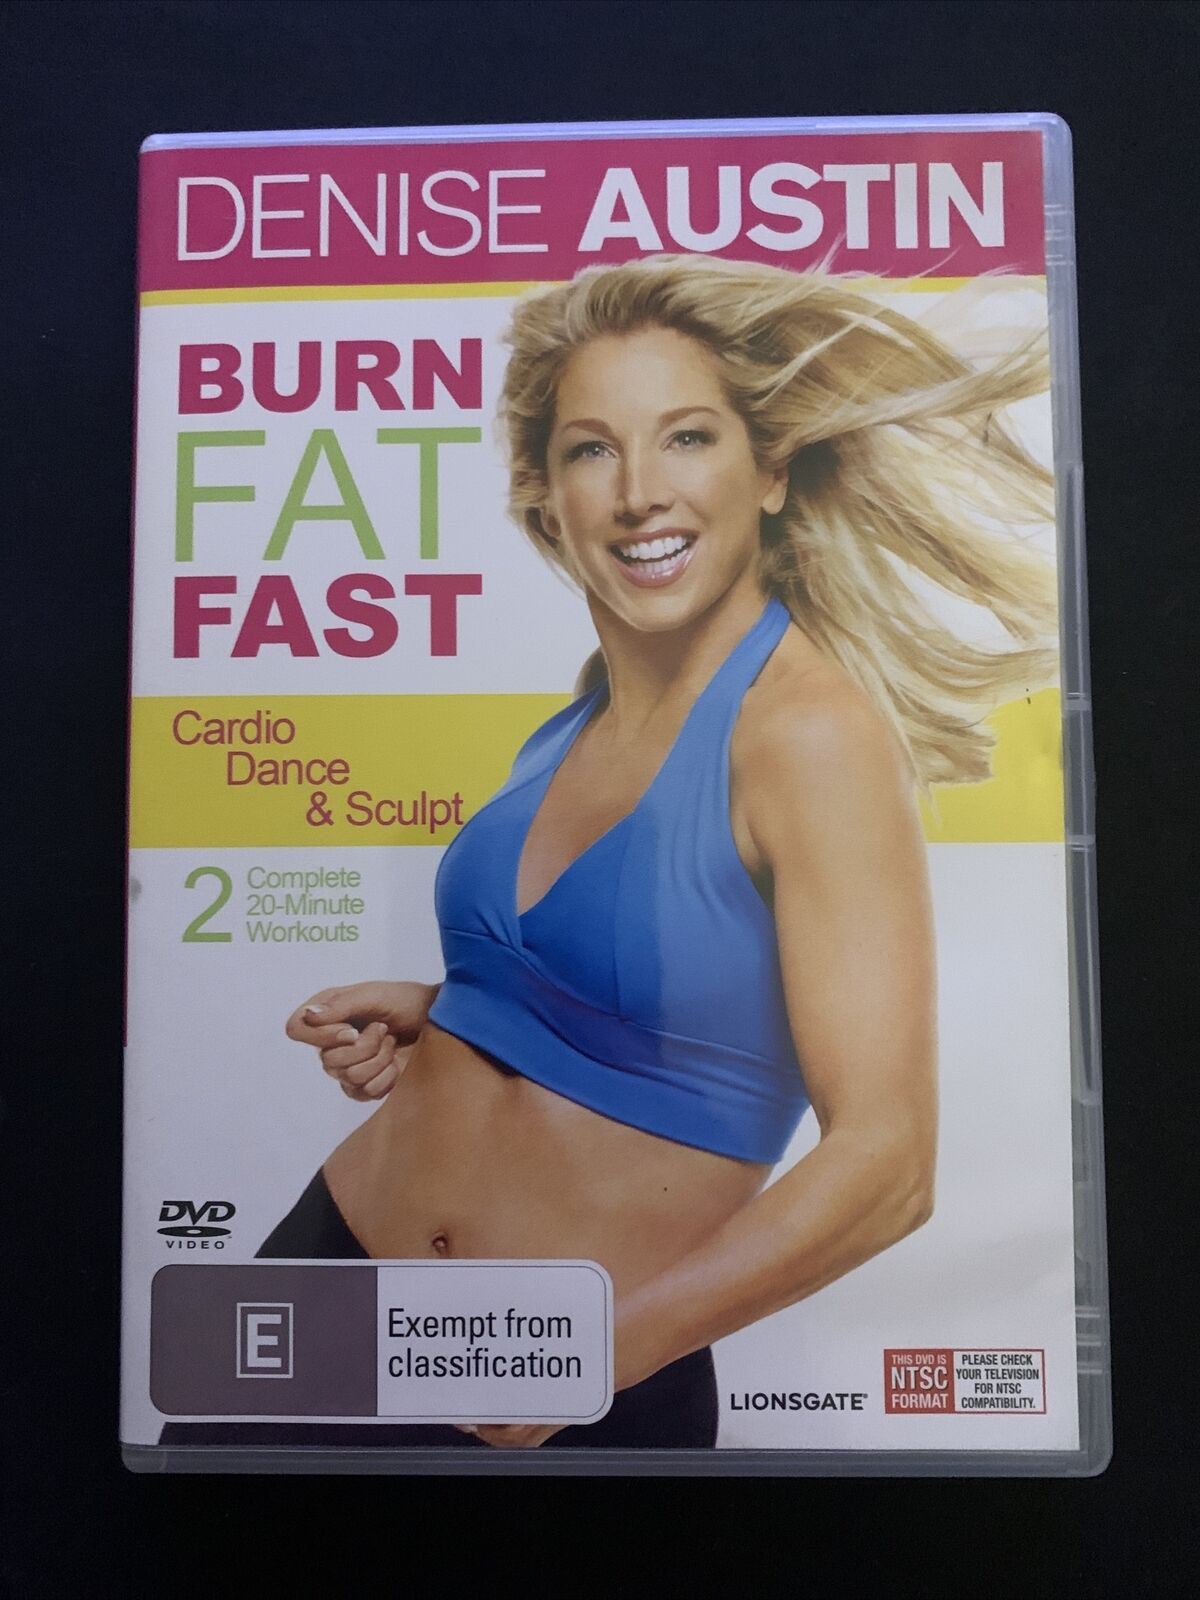 DENISE AUSTIN
BURN
FAT
FAST
Cardio
Dance
& Sculpt
2 Complete
20-Minute
Workouts
DVD
VIDEO
E
Exempt from
classification
LIONSGATE
THIS DVD IS
NTSC
FORMAT
PLEASE CHECK
YOUR TELEVISION
FOR NTSC
COMPATIBILITY.